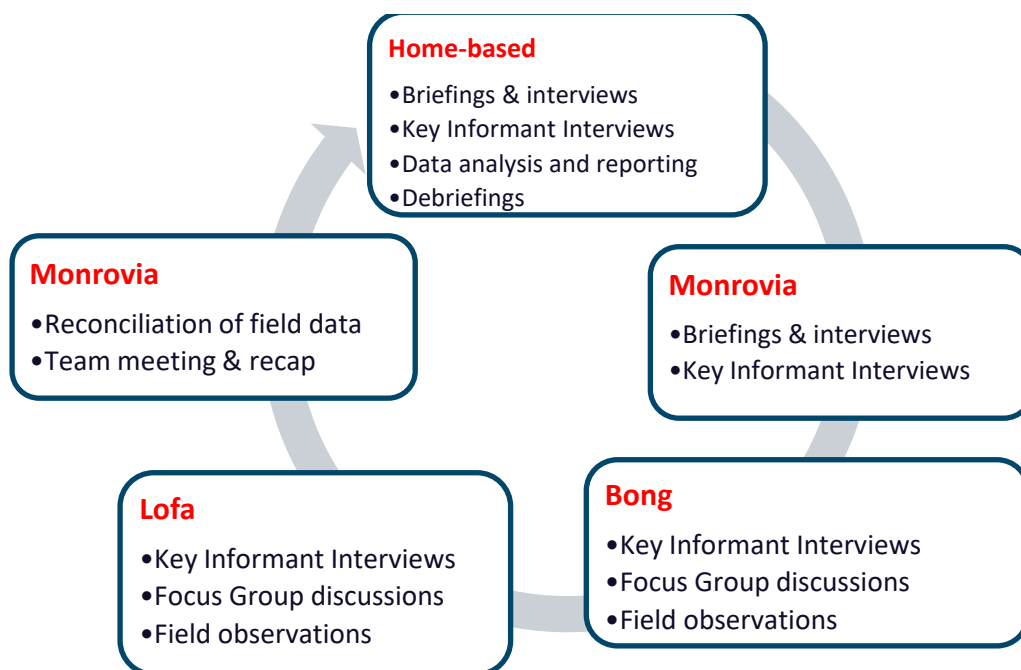 Home-based
•Briefings & interviews
•Key Informant Interviews
•Data analysis and reporting
•Debriefings
Monrovia
•Briefings & interviews
•Key Informant Interviews
Bong
•Key Informant Interviews
•Focus Group discussions
•Field observations
Lofa
•Key Informant Interviews
•Focus Group discussions
•Field observations
Monrovia
•Reconciliation of field data
•Team meeting & recap